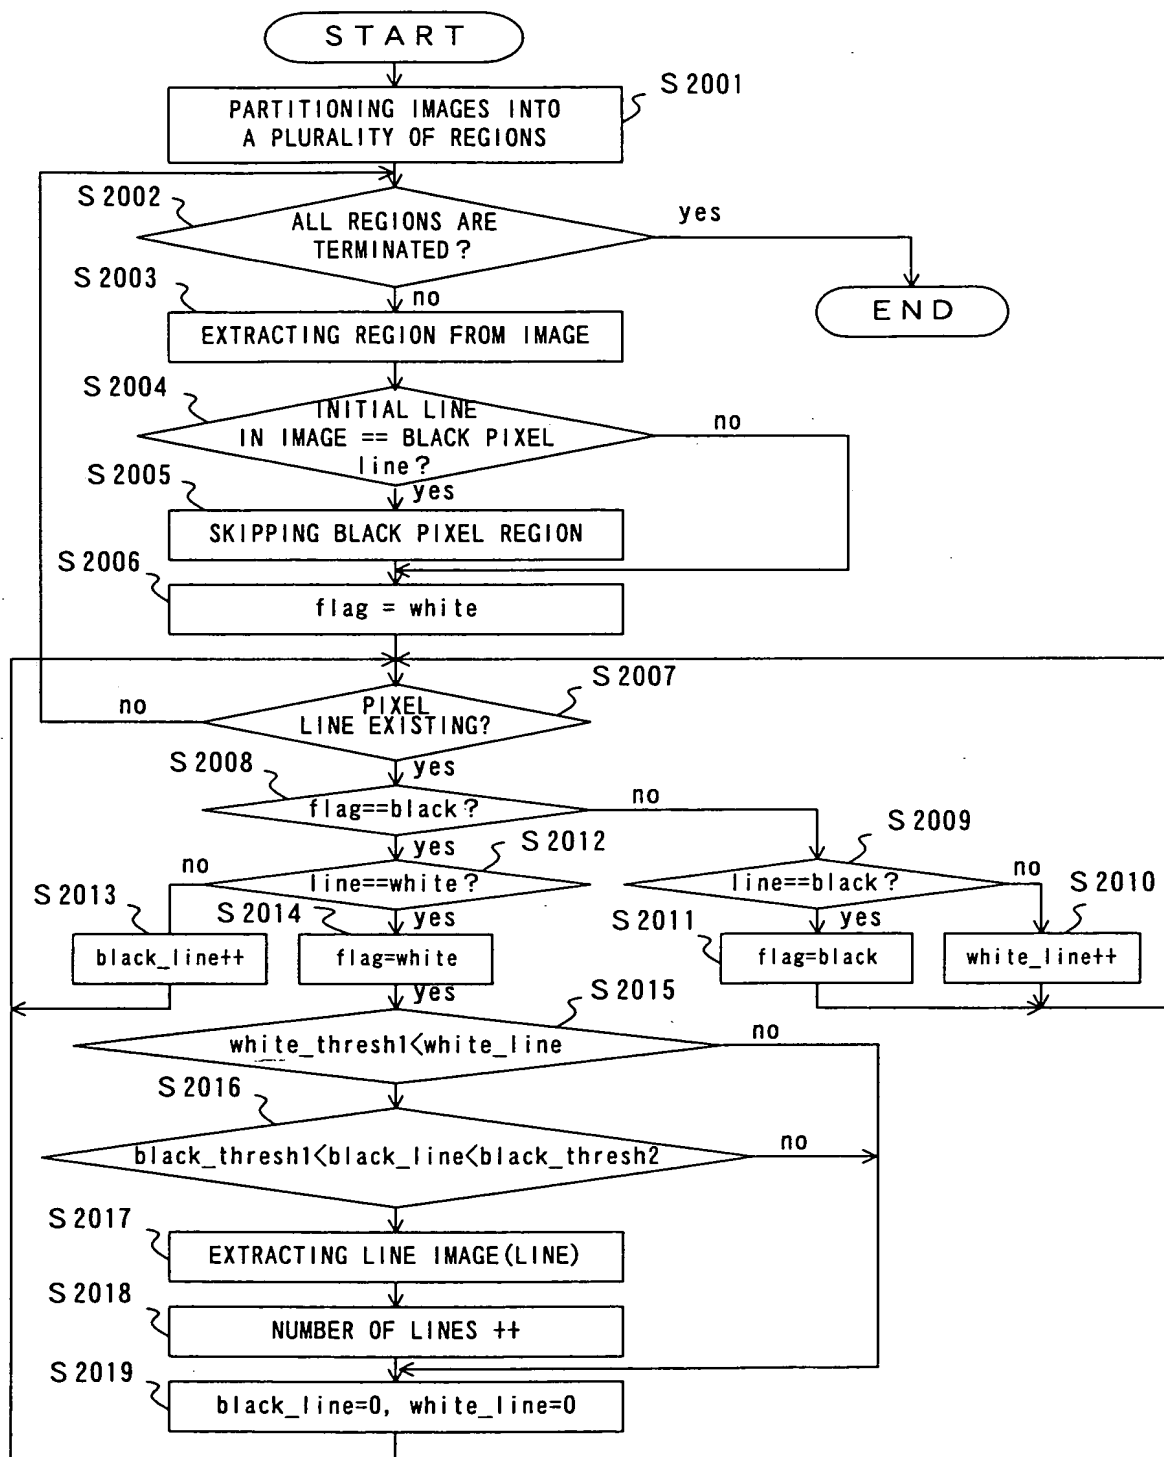 START
S2001
PARTITIONING IMAGES INTO
A PLURALITY OF REGIONS
S2002
ALL REGIONS ARE
TERMINATED?
yes
END
S2003
no
EXTRACTING REGION FROM IMAGE
S2004
INITIAL LINE
IN IMAGE == BLACK PIXEL
line?
no
S2005
yes
SKIPPING BLACK PIXEL REGION
S2006
flag = white
S2007
no
PIXEL
LINE EXISTING?
S2008
yes
flag==black?
no
S2009
yes
S2012
no
line==white?
line==black?
no
S2010
S2013
S2014
yes
S2011
yes
black_line++
flag=white
flag=black
white_line++
yes
S2015
white_thresh1<white_line
no
S2016
black_thresh1<black_line<black_thresh2
no
S2017
EXTRACTING LINE IMAGE(LINE)
S2018
NUMBER OF LINES ++
S2019
black_line=0, white_line=0